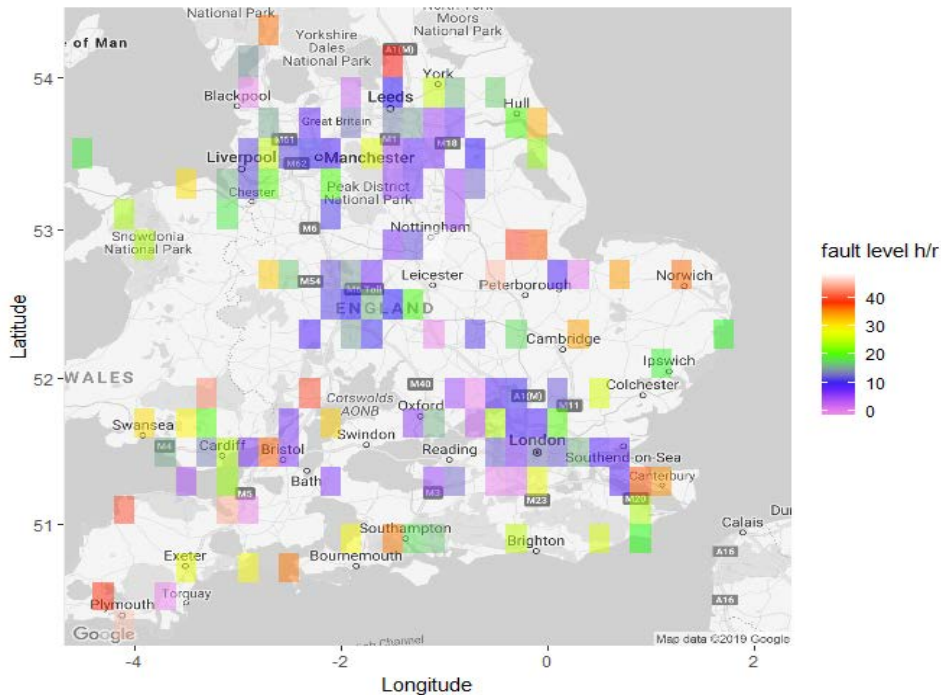 National Park
North York
Moors
National Park
Yorkshire
Dales
National Park
e of Man
A1(M)
54
York
Blackpool
Leeds
Hull
Great Britain
M61
M1
M18
Liverpool
Manchester
M62
Chester
Peak District
National Park
Snowdonia
National Park
53
M6
Nottingham
M54
M6 Toll
Leicester
Peterborough
Norwich
ENGLAND
Cambridge
Ipswich
52
WALES
M40
Colchester
Cotswolds
AONB
Oxford
A1(M)
M11
Swansea
Swindon
M4
Cardiff
Bristol
Reading
London
Southend-on-Sea
Bath
Canterbury
M5
M3
M23
M20
51
Southampton
Calais
Dun
Exeter
Bournemouth
Brighton
A16
Torquay
Plymouth
A16
Google
Map data ©2019 Google
-4
-2
0
2
Longitude
Latitude
fault level h/r
40
30
20
10
0